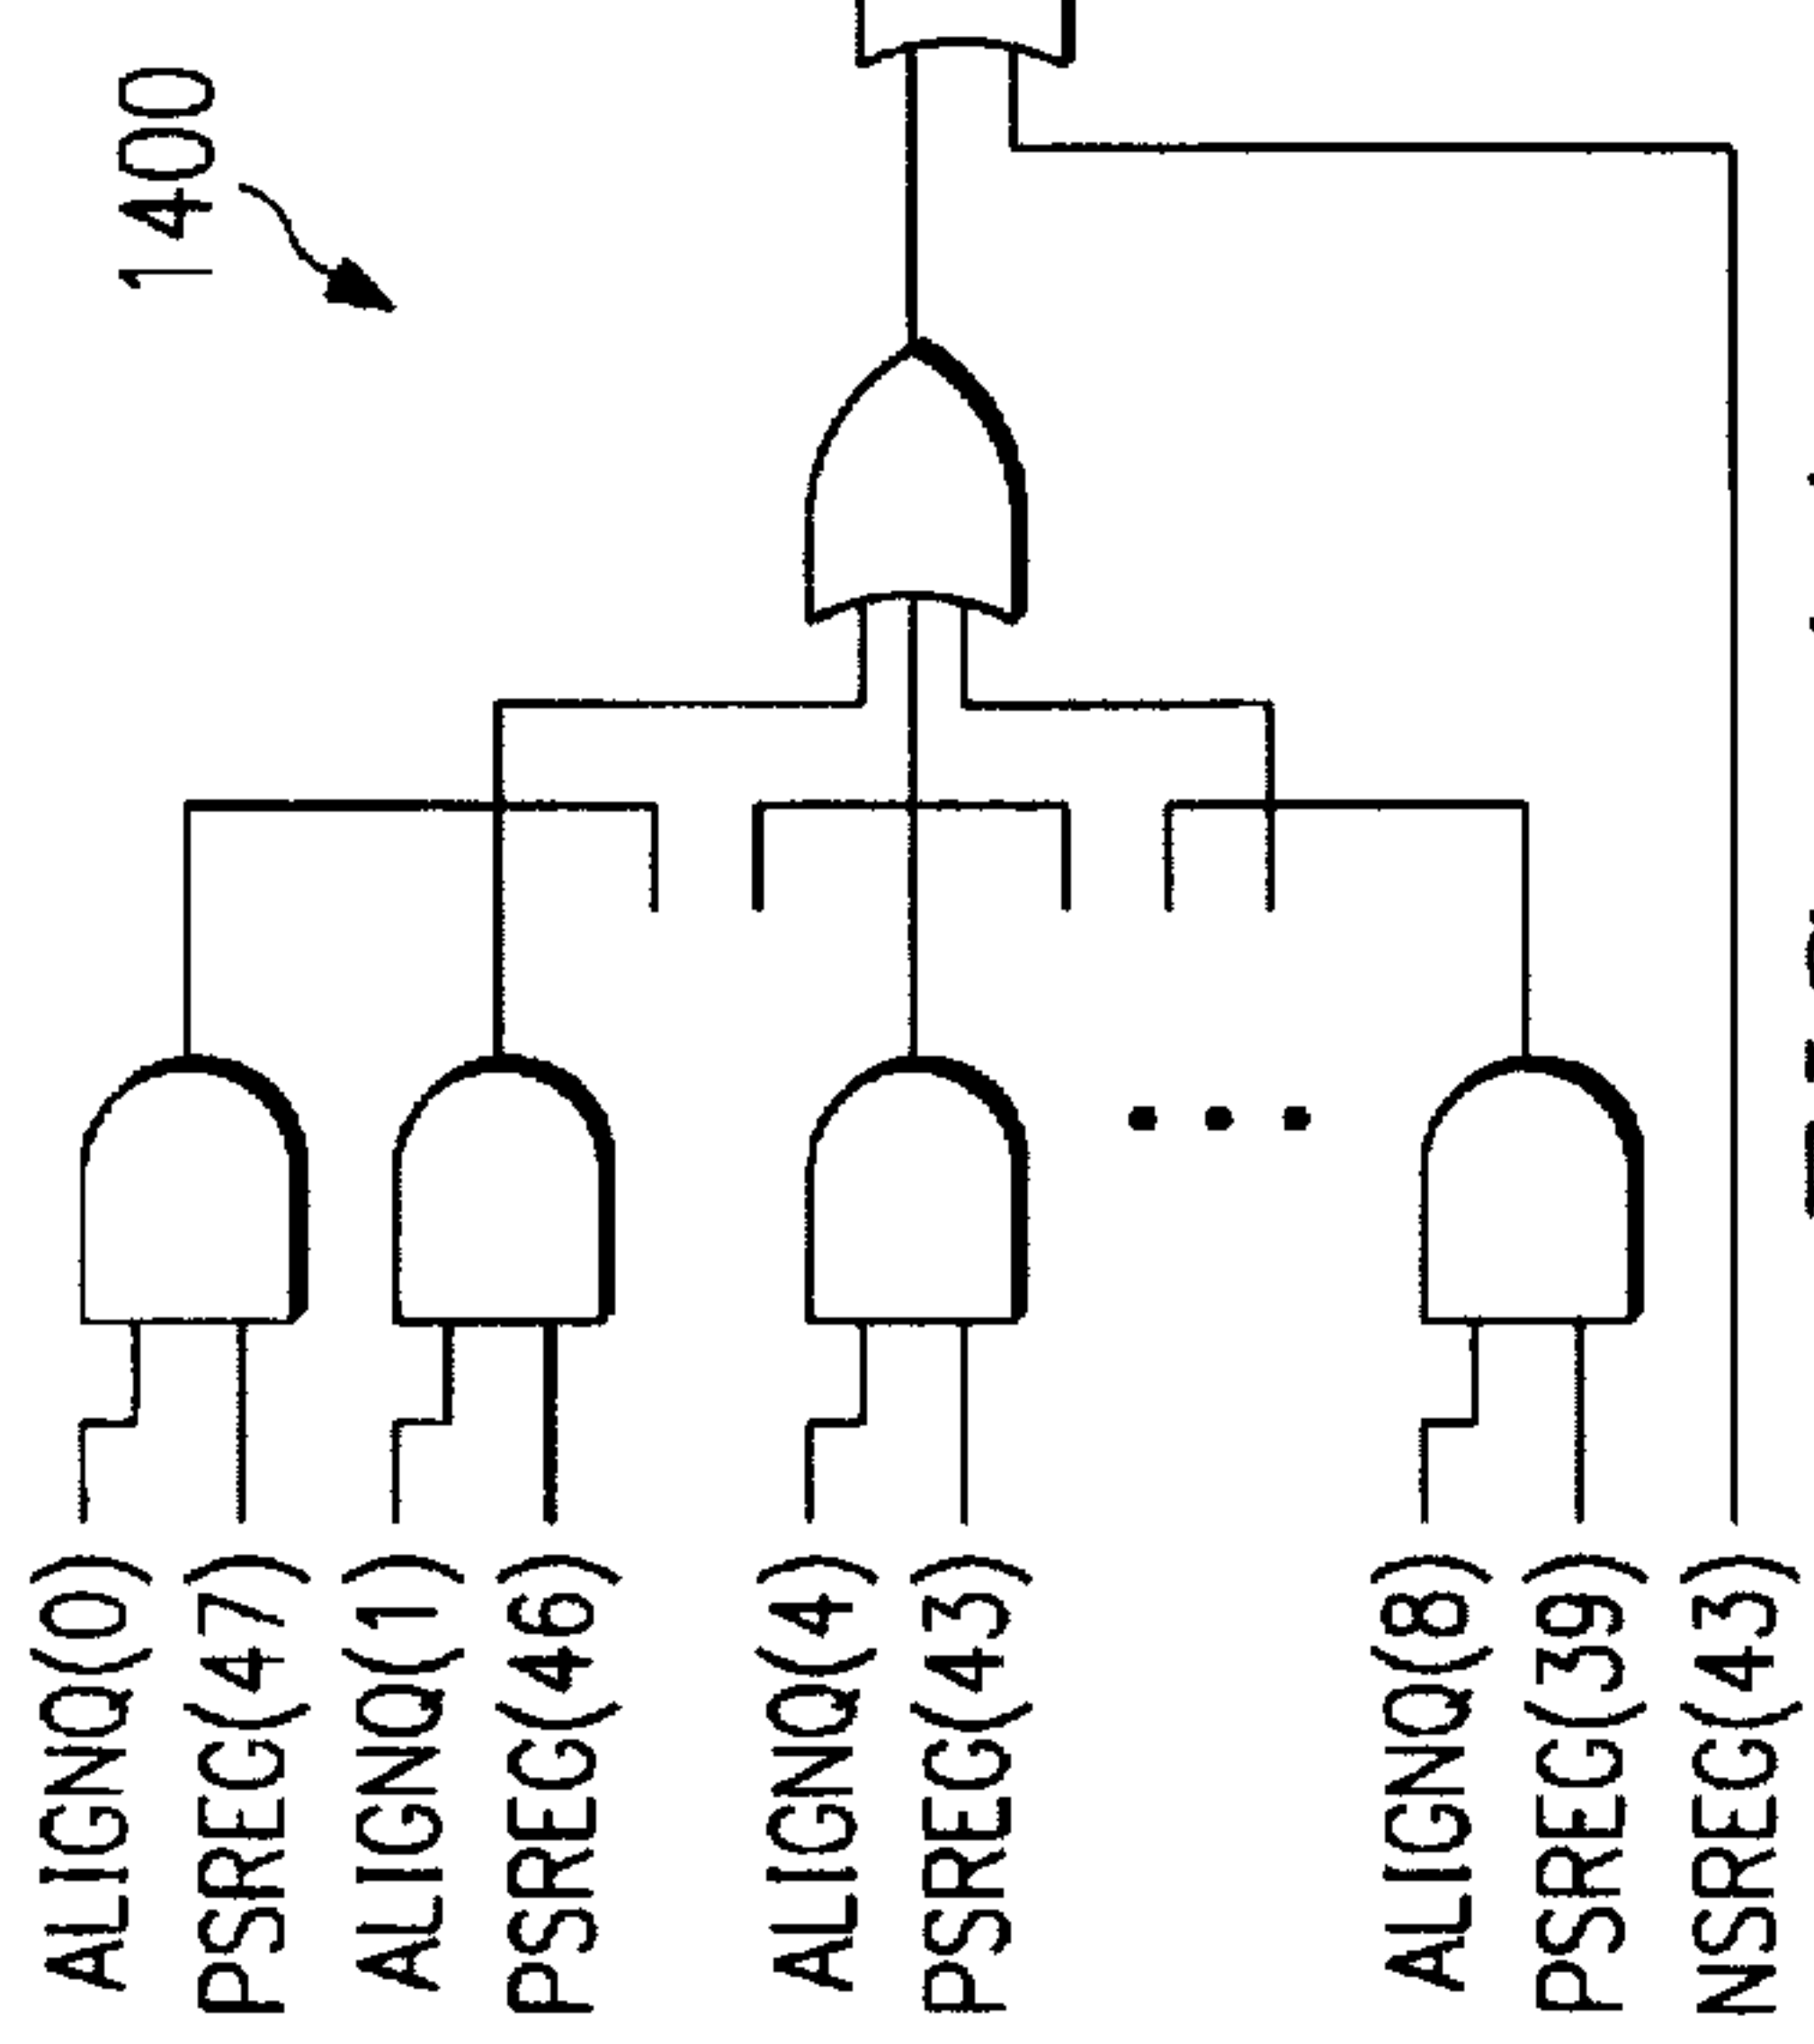 1400
ALIGNQ(0)
PSREG(47)
ALIGNQ(1)
PSREG(46)
ALIGNQ(4)
PSREG(43)
ALIGNQ(8)
PSREG(39)
NSREG(43)